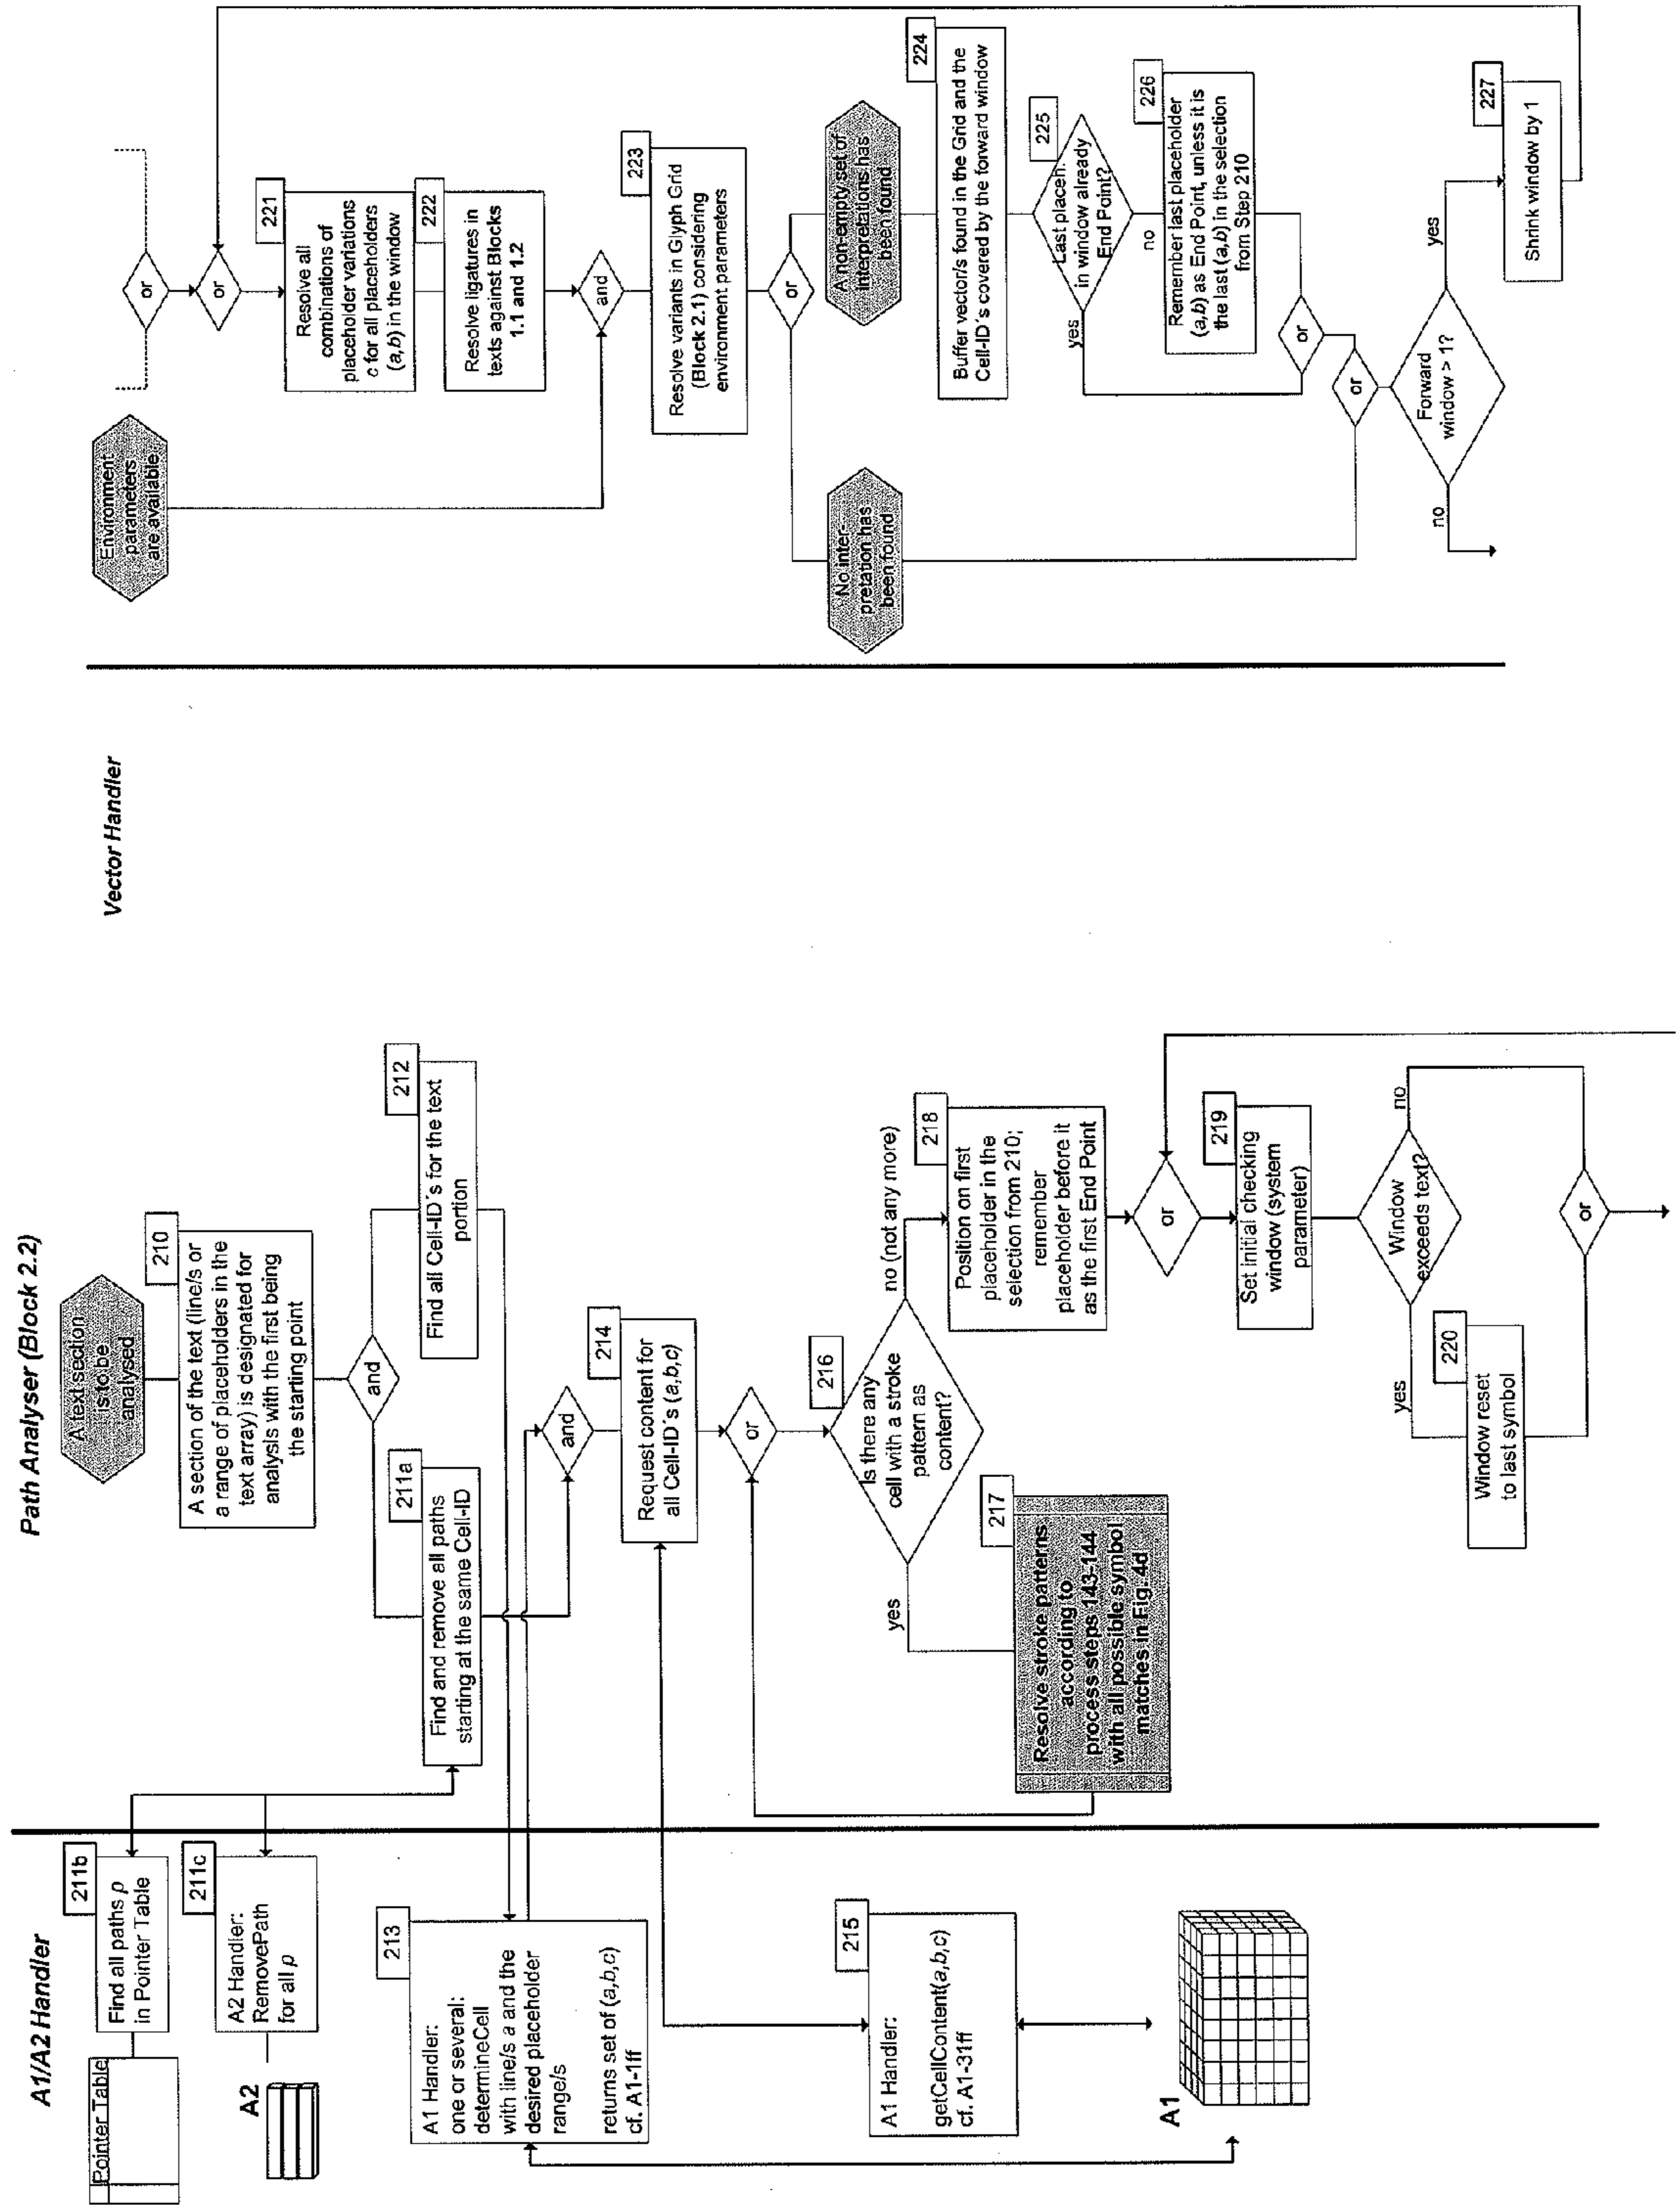 A1/A2 Handler
Path Analyser (Block 2.2)
Vector Handler
Pointer Table
A2
211b
Find all paths p
in Pointer Table
211c
A2 Handler:
RemovePath
for all p
213
A1 Handler:
one or several:
determineCell
with line/s a and the
desired placeholder
range/s
returns set of (a,b,c)
cf. A1-1ff
215
A1 Handler:
getCellContent(a,b,c)
cf. A1-31ff
A1
A text section
is to be
analysed
210
A section of the text (line/s or
a range of placeholders in the
text array) is designated for
analysis with the first being
the starting point
and
211a
Find and remove all paths
starting at the same Cell-ID
212
Find all Cell-ID´s for the text
portion
and
214
Request content for
all Cell-ID´s (a,b,c)
or
216
Is there any
cell with a stroke
pattern as
content?
yes
no (not any more)
217
Resolve stroke patterns
according to
process steps 143-144
with all possible symbol
matches in Fig. 4d
218
Position on first
placeholder in the
selection from 210;
remember
placeholder before it
as the first End Point
or
219
Set initial checking
window (system
parameter)
Window
exceeds text?
yes
no
220
Window reset
to last symbol
or
Environment
parameters
are available
or
or
221
Resolve all
combinations of
placeholder variations
c for all placeholders
(a,b) in the window
222
Resolve ligatures in
texts against Blocks
1.1 and 1.2
and
223
Resolve variants in Glyph Grid
(Block 2.1) considering
environment parameters
or
No inter-
pretation has
been found
A non-empty set of
interpretations has
been found
224
Buffer vector/s found in the Grid and the
Cell-ID´s covered by the forward window
225
Last placeh.
in window already
End Point?
yes
no
226
Remember last placeholder
(a,b) as End Point, unless it is
the last (a,b) in the selection
from Step 210
or
or
Forward
window > 1?
no
yes
227
Shrink window by 1